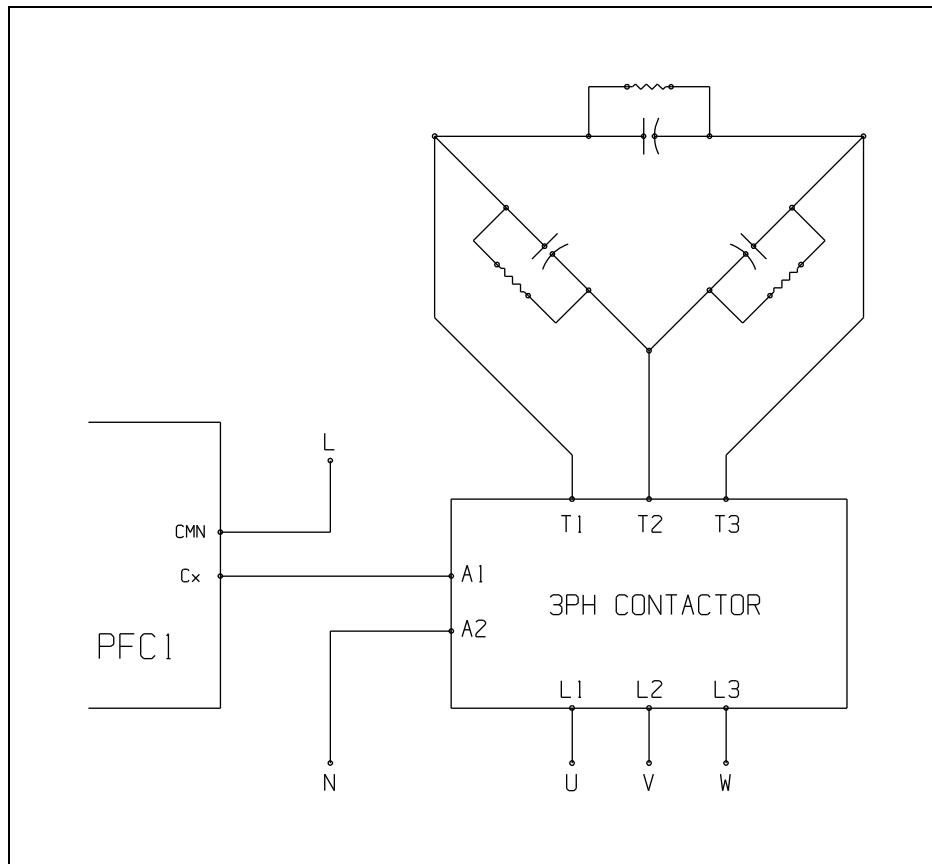 L
CMN
Cx
PFC1
N
T1 T2 T3
A1
A2
3PH CONTACTOR
L1 L2 L3
U V W